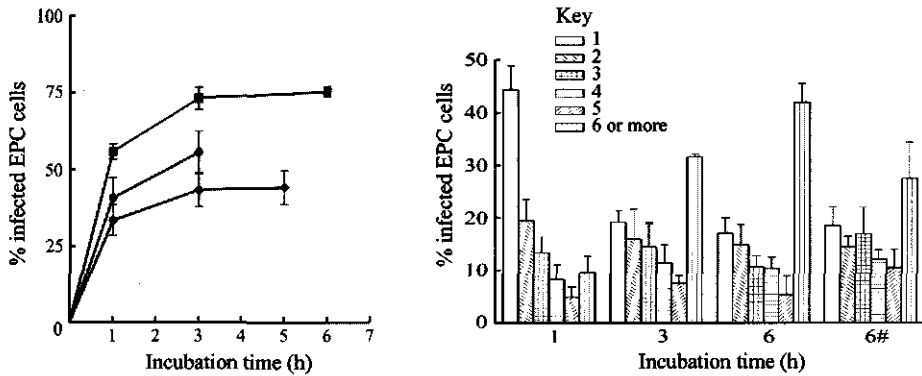 % infected EPC cells
100
75
50
25
0
1 2 3 4 5 6 7
Incubation time (h)
Key
1
2
3
4
5
6 or more
% infected EPC cells
50
40
30
20
10
0
1 3 6 6#
Incubation time (h)